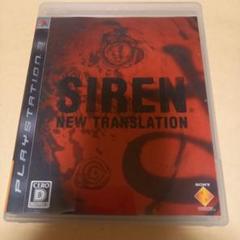 PLAYSTATION 3
SIREN
NEW TRANSLATION
CERO
D
SONY